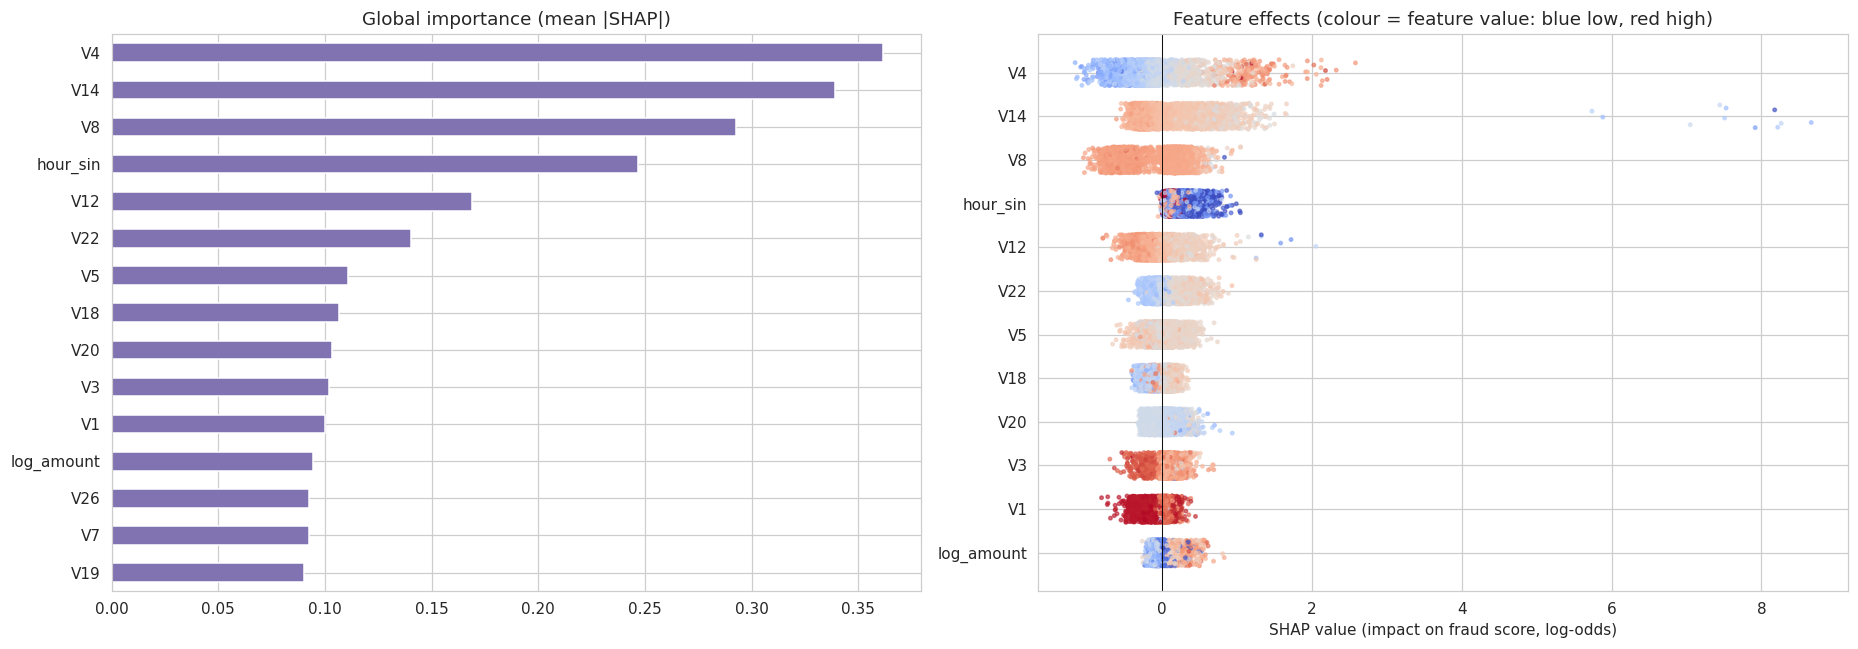 Global importance (mean |SHAP|)
V4
V14
V8
hour_sin
V12
V22
V5
V18
V20
V3
V1
log_amount
V26
V7
V19
0.00 0.05 0.10 0.15 0.20 0.25 0.30 0.35
Feature effects (colour = feature value: blue low, red high)
V4
V14
V8
hour_sin
V12
V22
V5
V18
V20
V3
V1
log_amount
0 2 4 6 8
SHAP value (impact on fraud score, log-odds)